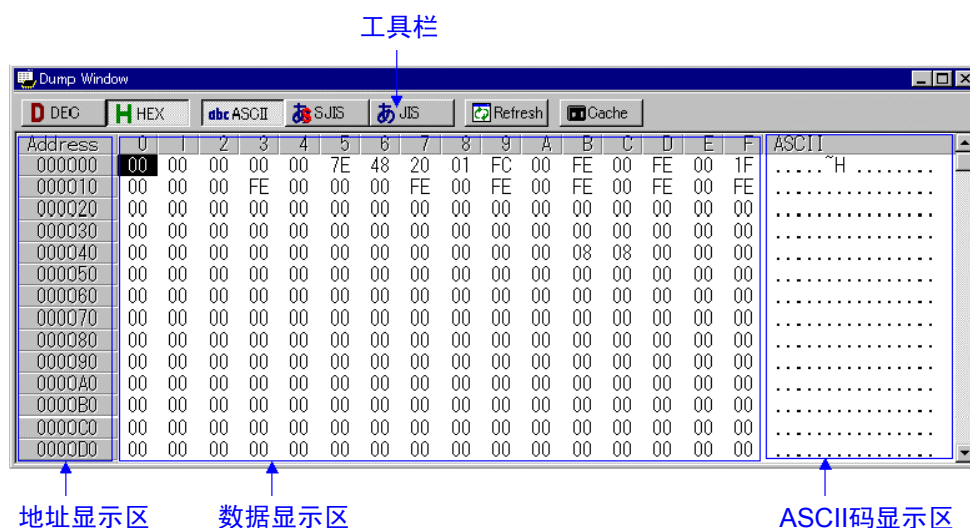 工具栏
Dump Window
DEC HEX abc ASCII あS SJIS あ JIS Refresh Cache
Address 0 1 2 3 4 5 6 7 8 9 A B C D E F ASCII
000000 00 00 00 00 00 7E 48 20 01 FC 00 FE 00 FE 00 1F .....~H ........
000010 00 00 00 FE 00 00 00 FE 00 FE 00 FE 00 FE 00 FE ................
000020 00 00 00 00 00 00 00 00 00 00 00 00 00 00 00 00 ................
000030 00 00 00 00 00 00 00 00 00 00 00 00 00 00 00 00 ................
000040 00 00 00 00 00 00 00 00 00 00 00 08 08 00 00 00 ................
000050 00 00 00 00 00 00 00 00 00 00 00 00 00 00 00 00 ................
000060 00 00 00 00 00 00 00 00 00 00 00 00 00 00 00 00 ................
000070 00 00 00 00 00 00 00 00 00 00 00 00 00 00 00 00 ................
000080 00 00 00 00 00 00 00 00 00 00 00 00 00 00 00 00 ................
000090 00 00 00 00 00 00 00 00 00 00 00 00 00 00 00 00 ................
0000A0 00 00 00 00 00 00 00 00 00 00 00 00 00 00 00 00 ................
0000B0 00 00 00 00 00 00 00 00 00 00 00 00 00 00 00 00 ................
0000C0 00 00 00 00 00 00 00 00 00 00 00 00 00 00 00 00 ................
0000D0 00 00 00 00 00 00 00 00 00 00 00 00 00 00 00 00 ................
地址显示区 数据显示区 ASCII码显示区